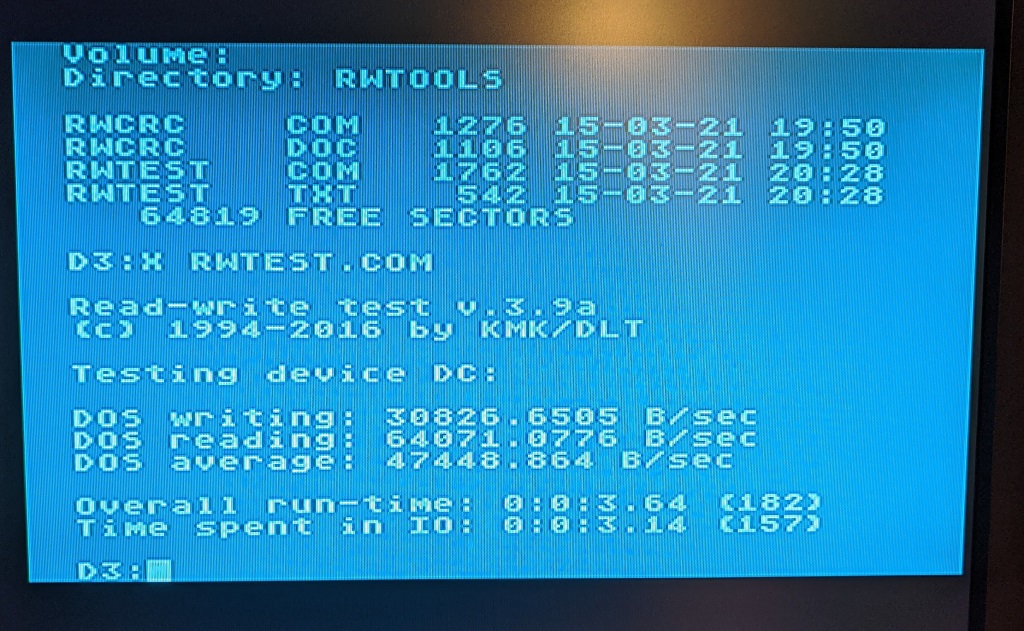 Volume:
Directory: RWTOOLS
RWCRC COM 1276 15-03-21 19:50
RWCRC DOC 1106 15-03-21 19:50
RWTEST COM 1762 15-03-21 20:28
RWTEST TXT 542 15-03-21 20:28
64819 FREE SECTORS
D3:X RWTEST.COM
Read-write test v.3.9a
(c) 1994-2016 by KMK/DLT
Testing device DC:
DOS writing: 30826.6505 B/sec
DOS reading: 64071.0776 B/sec
DOS average: 47448.864 B/sec
Overall run-time: 0:0:3.64 (182)
Time spent in IO: 0:0:3.14 (157)
D3: